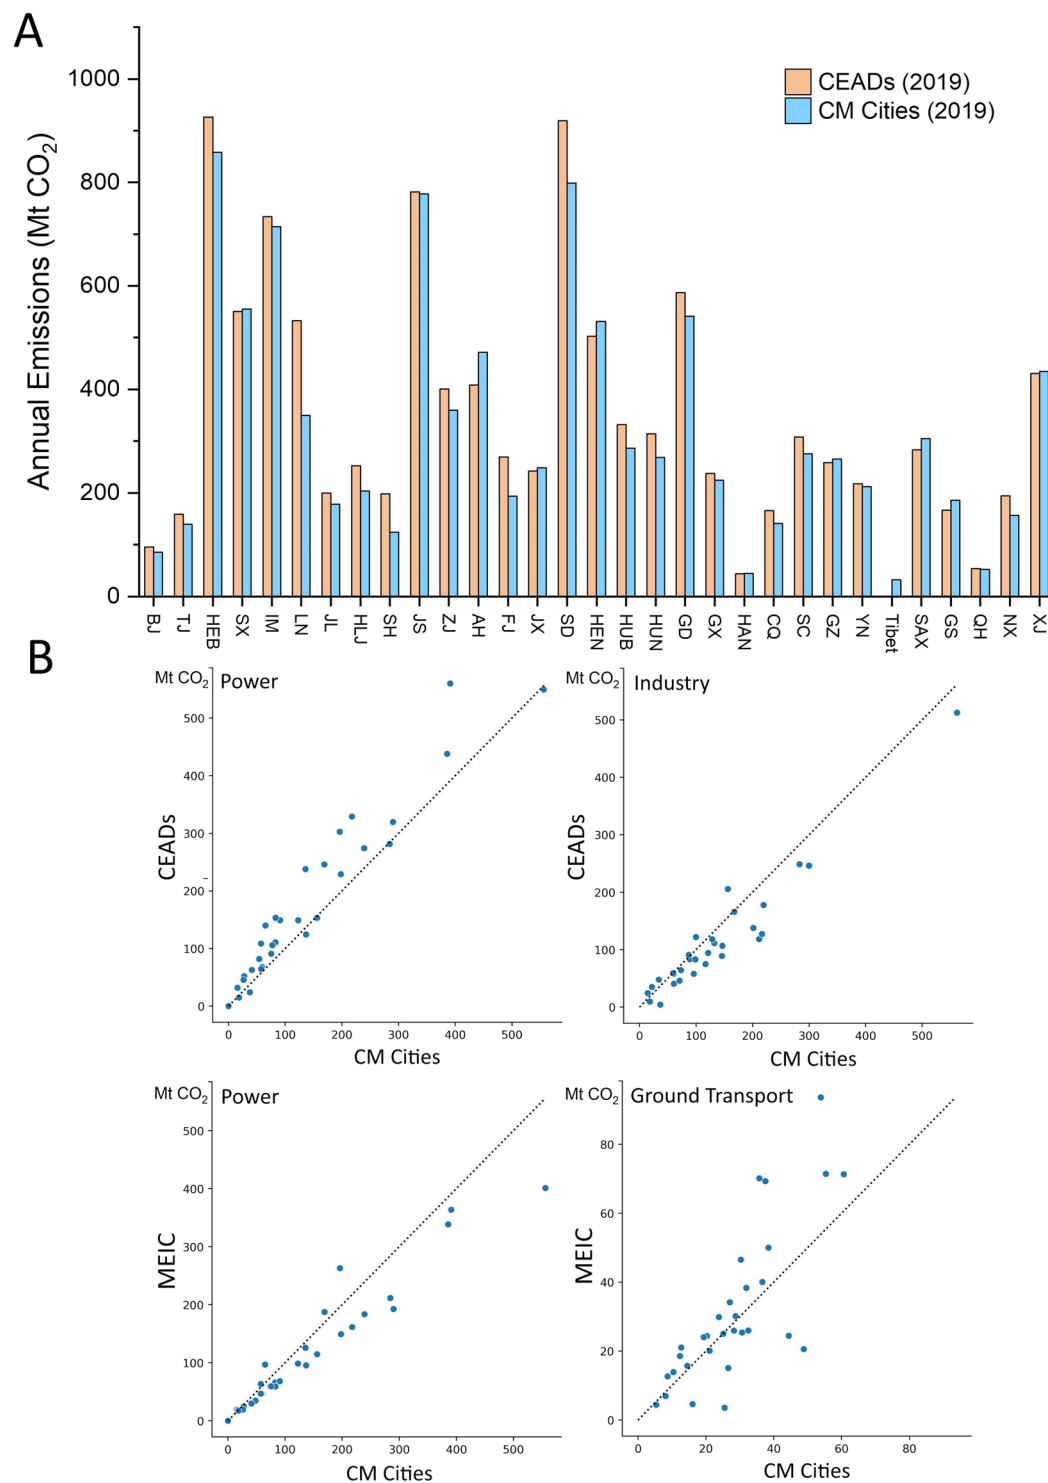 A
1000
800
600
400
200
0
Annual Emissions (Mt CO2)
CEADs (2019)
CM Cities (2019)
BJ TJ HEB SX IM LN JL HLJ SH JS ZJ AH FJ JX SD HEN HUB HUN GD GX HAN CQ SC GZ YN Tibet SAX GS QH NX XJ
B
Mt CO2 Power
500
400
300
200
100
0
CEADs
0 100 200 300 400 500
CM Cities
Mt CO2 Industry
500
400
300
200
100
0
CEADs
0 100 200 300 400 500
CM Cities
Mt CO2 Power
500
400
300
200
100
0
MEIC
0 100 200 300 400 500
CM Cities
Mt CO2 Ground Transport
80
60
40
20
0
MEIC
0 20 40 60 80
CM Cities